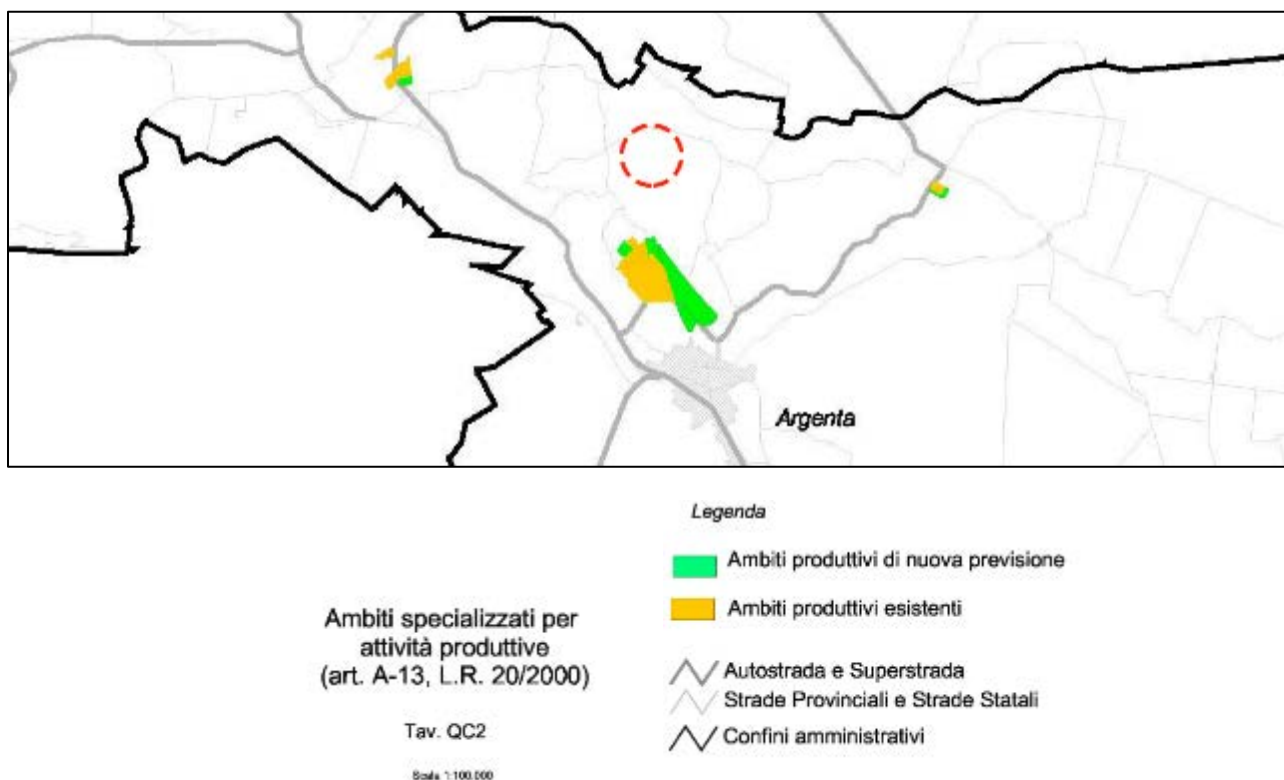 Argenta
Legenda
Ambiti produttivi di nuova previsione
Ambiti produttivi esistenti
Ambiti specializzati per
attività produttive
(art. A-13, L.R. 20/2000)
Autostrada e Superstrada
Strade Provinciali e Strade Statali
Confini amministrativi
Tav. QC2
Scala 1:100.000